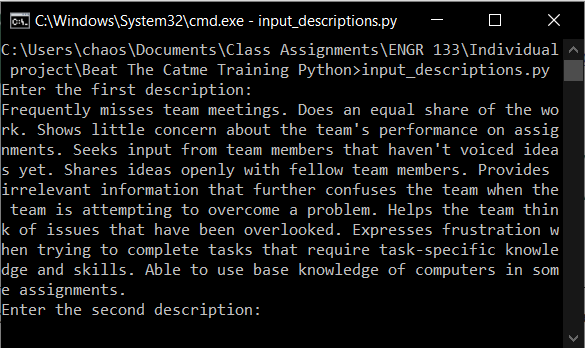 C:\Windows\System32\cmd.exe - input_descriptions.py
C:\Users\chaos\Documents\Class Assignments\ENGR 133\Individual
 project\Beat The Catme Training Python>input_descriptions.py
Enter the first description:
Frequently misses team meetings. Does an equal share of the wo
rk. Shows little concern about the team's performance on assig
nments. Seeks input from team members that haven't voiced idea
s yet. Shares ideas openly with fellow team members. Provides
irrelevant information that further confuses the team when the
 team is attempting to overcome a problem. Helps the team thin
k of issues that have been overlooked. Expresses frustration w
hen trying to complete tasks that require task-specific knowle
dge and skills. Able to use base knowledge of computers in som
e assignments.
Enter the second description: